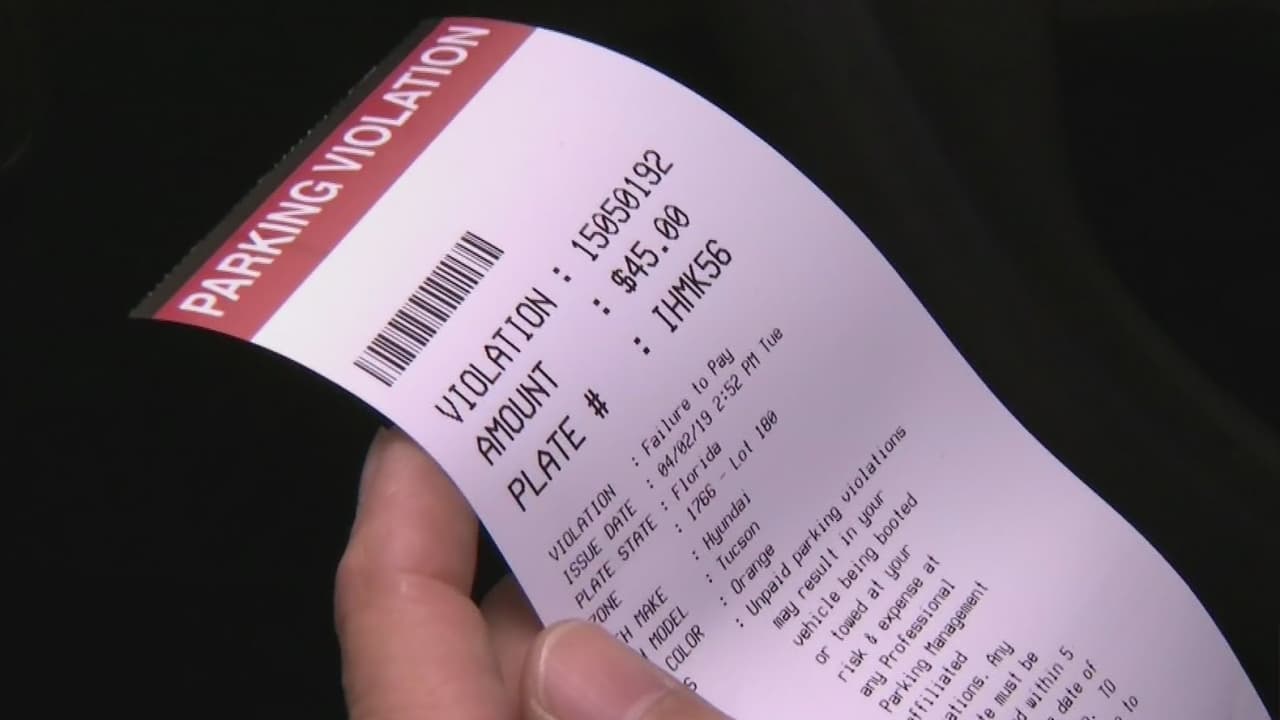 PARKING VIOLATION
VIOLATION : 15050192
AMOUNT : $45.00
PLATE # : IHMK56
VIOLATION : Failure to Pay
ISSUE DATE : 04/02/19 2:52 PM Tue
PLATE STATE : Florida
ZONE : 1766 - Lot 180
MAKE : Hyundai
MODEL : Tucson
COLOR : Orange
: Unpaid parking violations
may result in your
vehicle being booted
or towed at your
risk & expense at
any Professional
Parking Management
affiliated
Any
must be
within 5
date of
TO
to